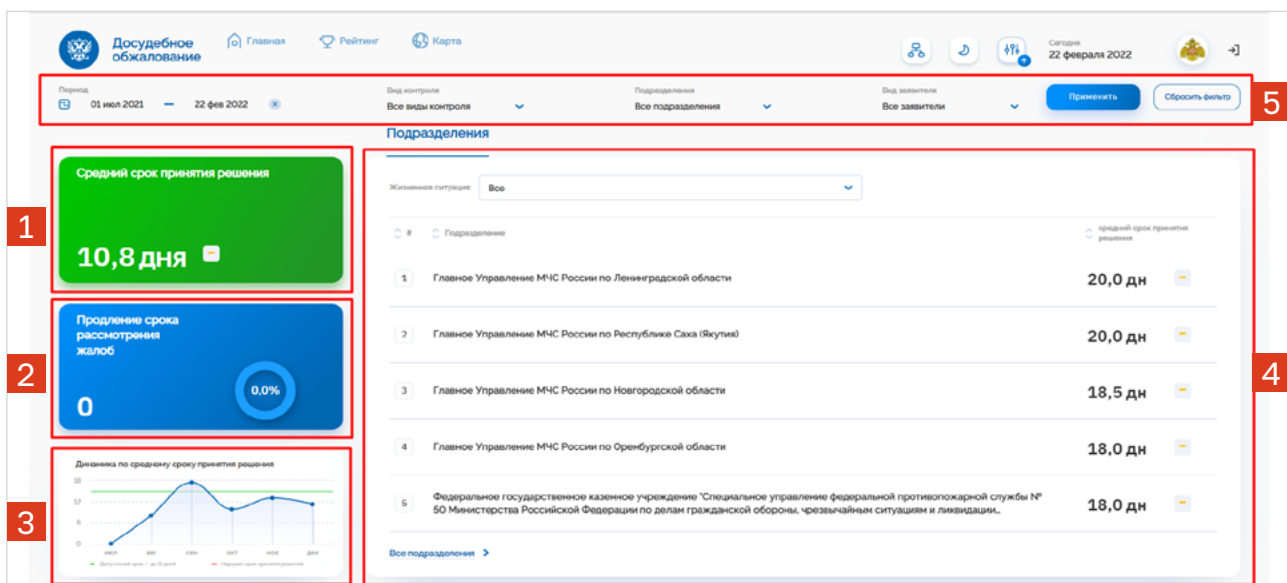 Досудебное
обжалование
Главная
Рейтинг
Карта
Сегодня
22 февраля 2022
Период
01 июл 2021 — 22 фев 2022
Вид контроля
Все виды контроля
Подразделения
Все подразделения
Вид заявителя
Все заявители
Применить
Сбросить фильтр
5
Подразделения
Средний срок принятия решения
10,8 дня
1
Продление срока
рассмотрения
жалоб
0
0,0%
2
Динамика по среднему сроку принятия решения
18
12
6
0
июл авг сен окт ноя дек
Допустимый срок - до 15 дней
3
Жизненная ситуация: Все
# Подразделение
средний срок принятия
решения
1 Главное Управление МЧС России по Ленинградской области 20,0 дн
2 Главное Управление МЧС России по Республике Саха (Якутия) 20,0 дн
3 Главное Управление МЧС России по Новгородской области 18,5 дн
4 Главное Управление МЧС России по Оренбургской области 18,0 дн
5 Федеральное государственное казенное учреждение "Специальное управление федеральной противопожарной службы №
50 Министерства Российской Федерации по делам гражданской обороны, чрезвычайным ситуациям и ликвидации... 18,0 дн
Все подразделения
4